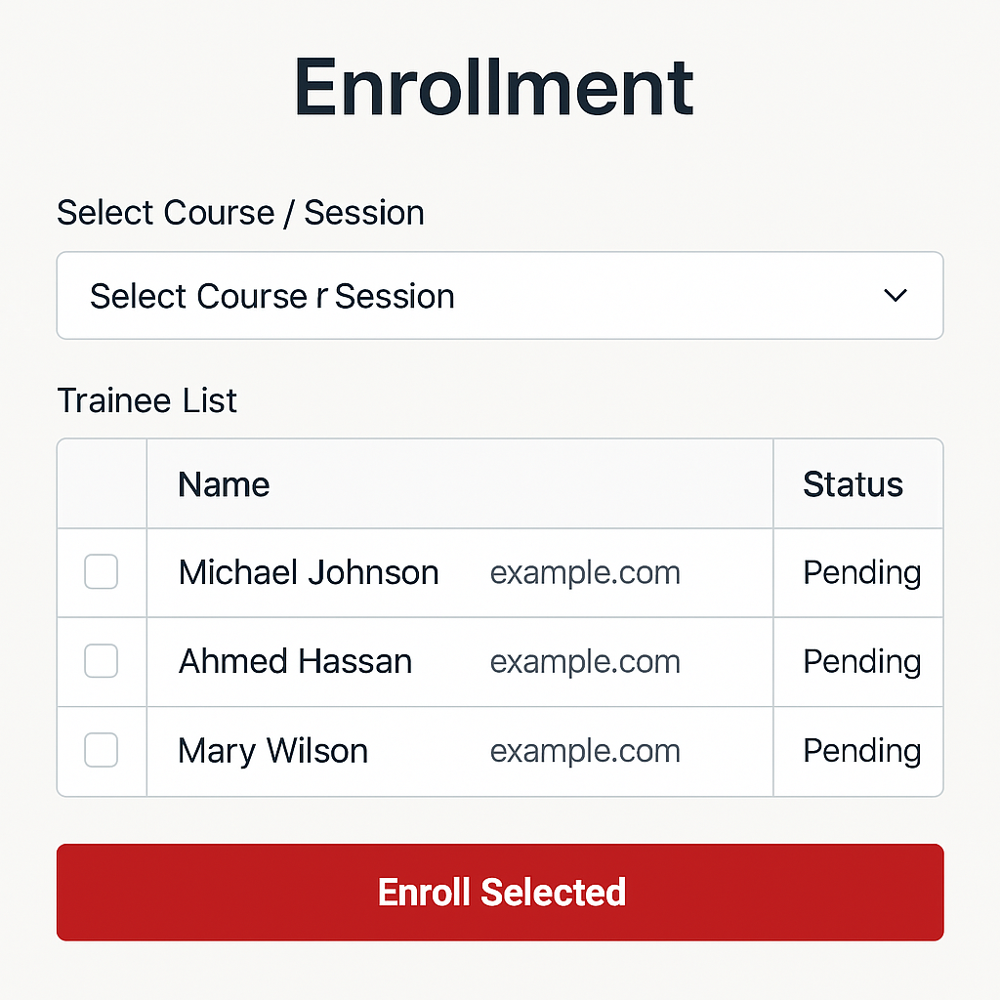 Enrollment
Select Course / Session
Select Course r Session
Trainee List
Name Status
Michael Johnson example.com Pending
Ahmed Hassan example.com Pending
Mary Wilson example.com Pending
Enroll Selected